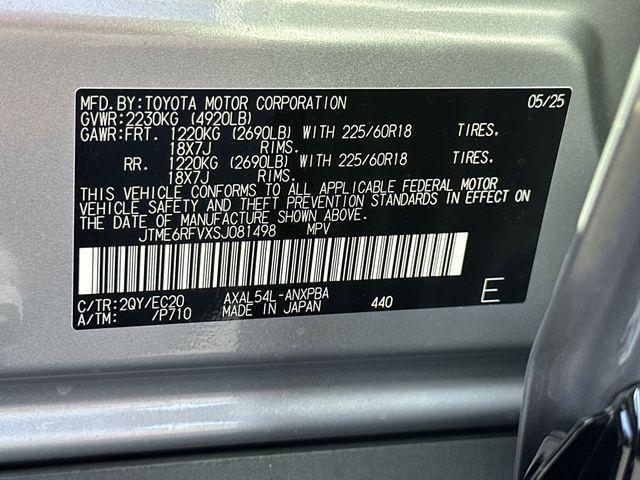 MFD.BY:TOYOTA MOTOR CORPORATION 05/25
GVWR:2230KG (4920LB)
GAWR:FRT. 1220KG (2690LB) WITH 225/60R18 TIRES.
18X7J RIMS.
RR. 1220KG (2690LB) WITH 225/60R18 TIRES.
18X7J RIMS.
THIS VEHICLE CONFORMS TO ALL APPLICABLE FEDERAL MOTOR
VEHICLE SAFETY AND THEFT PREVENTION STANDARDS IN EFFECT ON
THE DATE OF MANUFACTURE SHOWN ABOVE.
JTME6RFVXSJ081498 MPV
C/TR:2QY/EC20 AXAL54L-ANXPBA 440 E
A/TM: /P710 MADE IN JAPAN